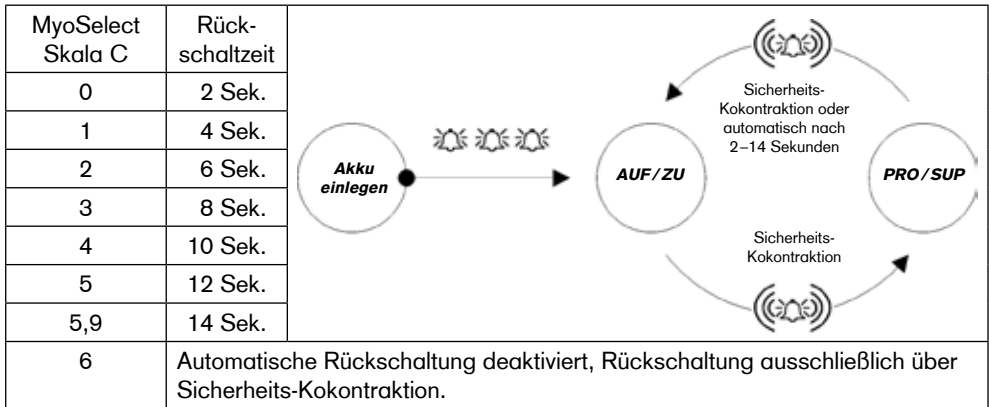 MyoSelect
Skala C
Rück-
schaltzeit
0
2 Sek.
1
4 Sek.
2
6 Sek.
3
8 Sek.
4
10 Sek.
5
12 Sek.
5,9
14 Sek.
Akku
einlegen
AUF/ZU
Sicherheits-
Kokontraktion oder
automatisch nach
2–14 Sekunden
PRO/SUP
Sicherheits-
Kokontraktion
6
Automatische Rückschaltung deaktiviert, Rückschaltung ausschließlich über
Sicherheits-Kokontraktion.